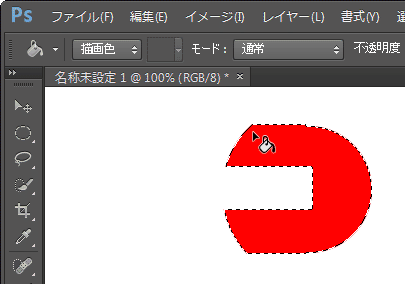 Ps ファイル(F) 編集(E) イメージ(I) レイヤー(L) 書式(Y)
描画色 モード: 通常 不透明度
名称未設定 1 @ 100% (RGB/8) * ×